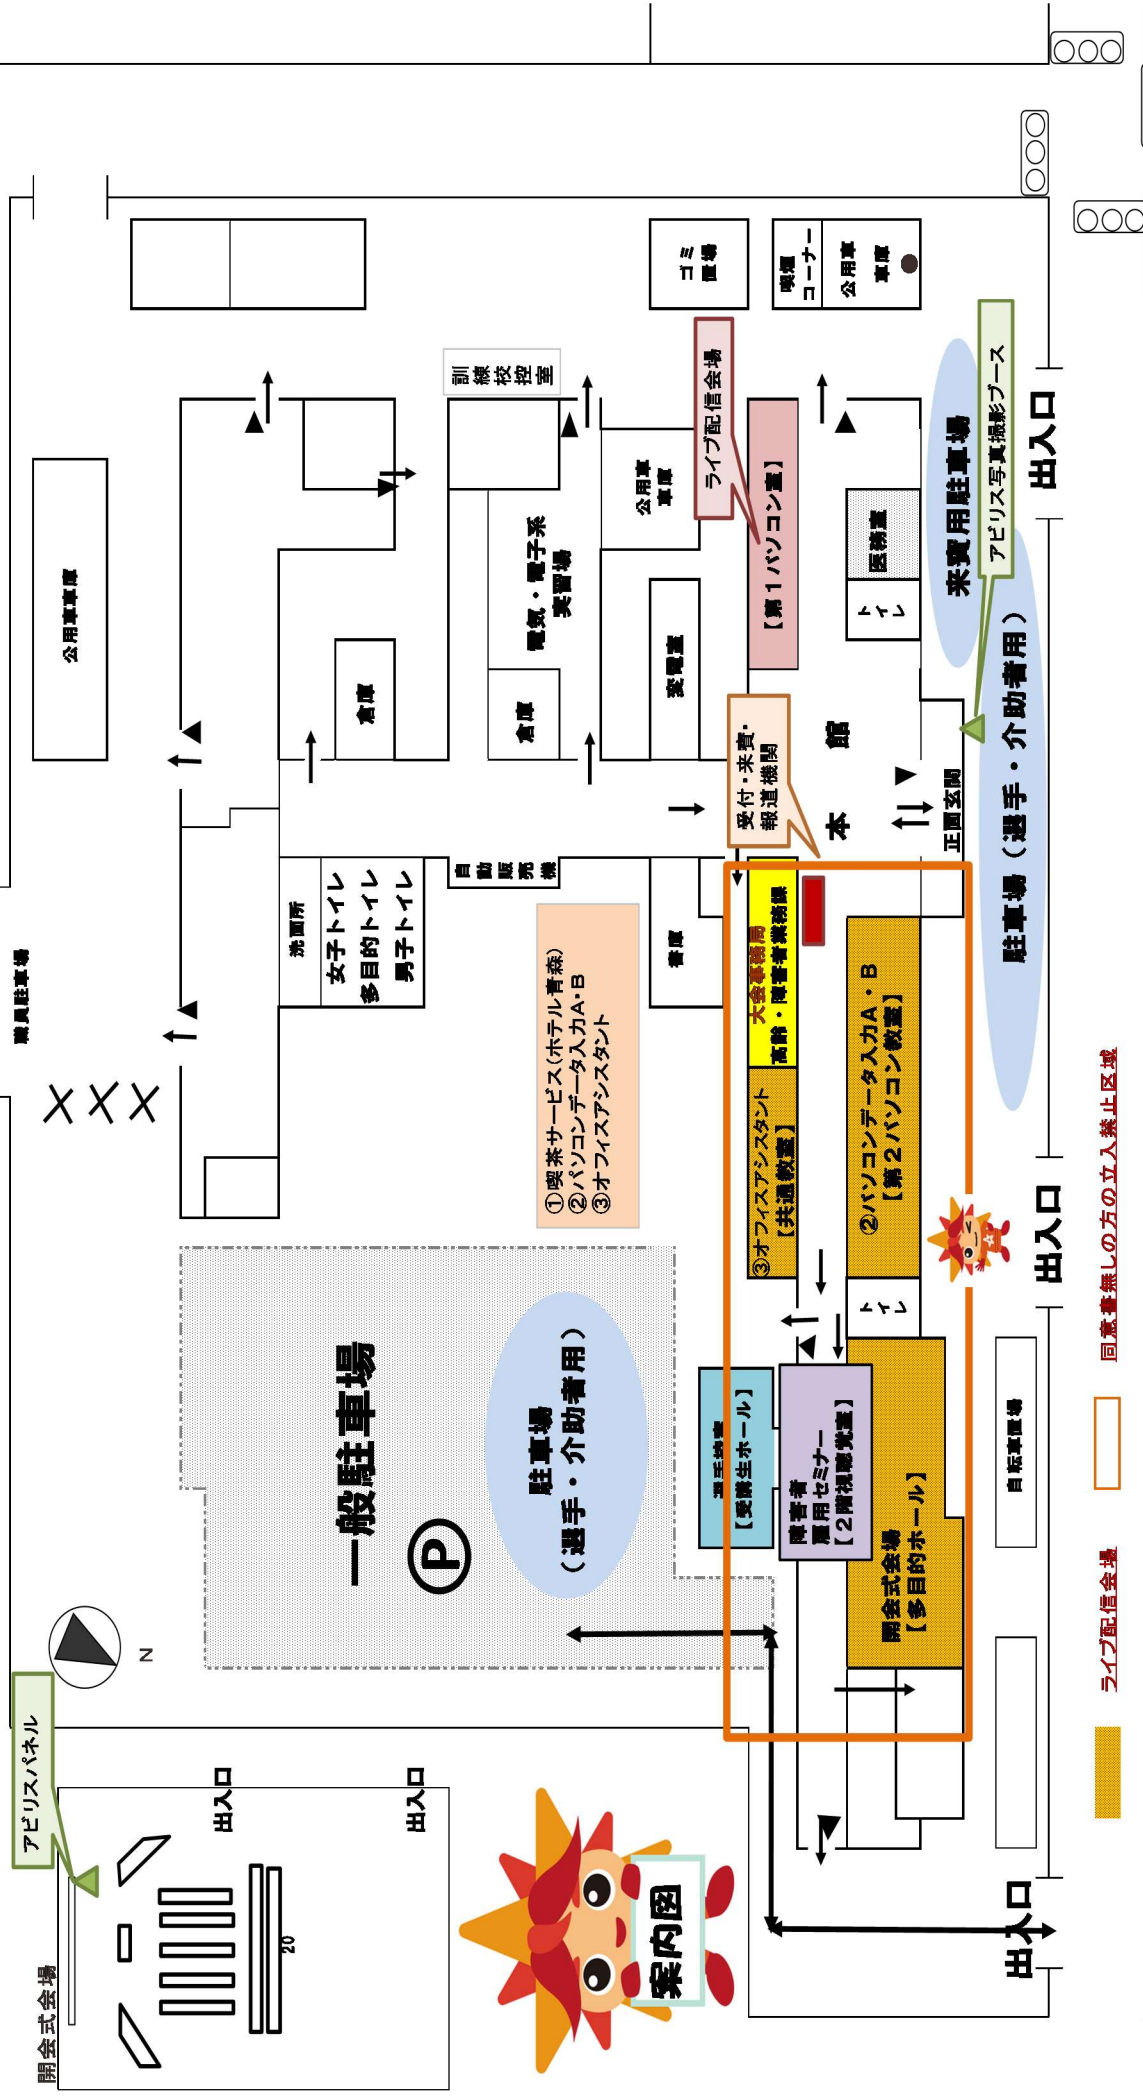 開会式会場
アビリスパネル
出入口
出入口
20
案内図
N
職員駐車場
公用車車庫
一般駐車場
P
駐車場
（選手・介助者用）
洗面所
女子トイレ
多目的トイレ
男子トイレ
自動販売機
倉庫
倉庫
電気・電子系
実習場
訓練校控室
①喫茶サービス(ホテル青森)
②パソコンデータ入力A・B
③オフィスアシスタント
書庫
変電室
公用車
車庫
ゴミ
置場
喫煙
コーナー
公用車
車庫
ライブ配信会場
【第１パソコン室】
受付・来賓・
報道機関
選手控室
【受講生ホール】
障害者
雇用セミナー
【２階視聴覚室】
③オフィスアシスタント
【共通教室】
大会事務局
高齢・障害者業務課
本館
開会式会場
【多目的ホール】
トイレ
②パソコンデータ入力A・B
【第２パソコン教室】
トイレ
医務室
正面玄関
来賓用駐車場
アビリス写真撮影ブース
駐車場（選手・介助者用）
自転車置場
出入口
出入口
出入口
ライブ配信会場
同意書無しの方の立入禁止区域